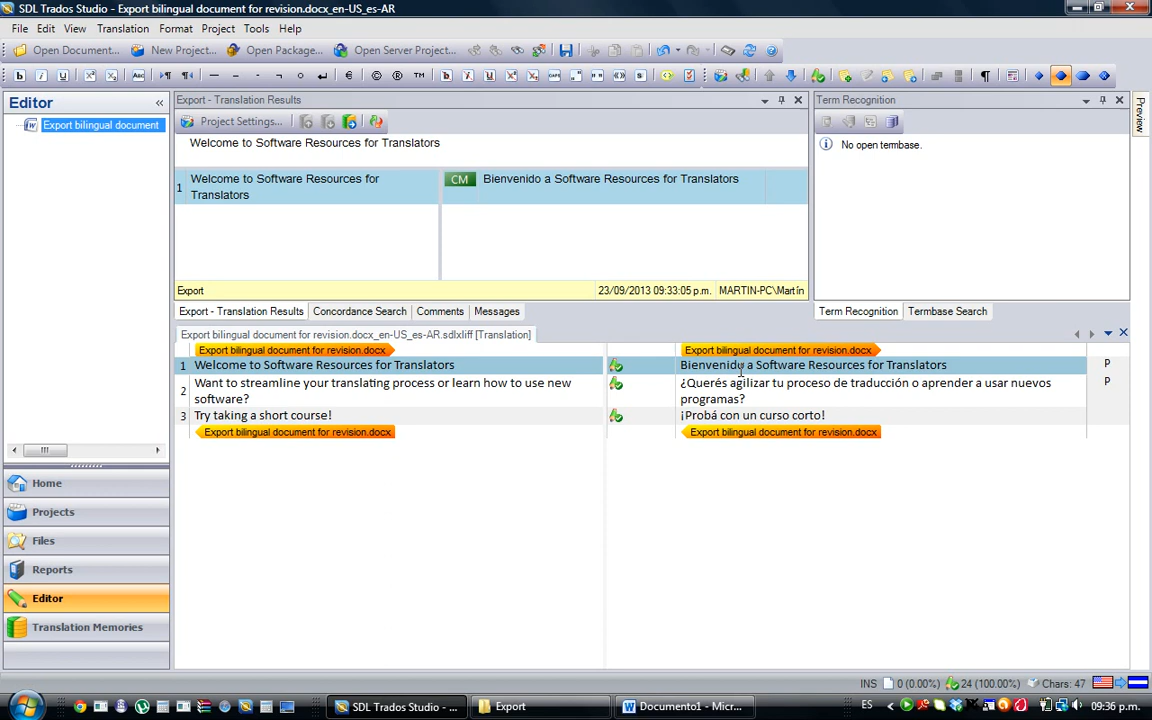 SDL Trados Studio - Export bilingual document for revision.docx_en-US_es-AR
File Edit View Translation Format Project Tools Help
Open Document... New Project... Open Package... Open Server Project...
Editor
Export bilingual document
Export - Translation Results
Project Settings...
Welcome to Software Resources for Translators
1 Welcome to Software Resources for Translators CM Bienvenido a Software Resources for Translators
Export 23/09/2013 09:33:05 p.m. MARTIN-PC\Martín
Export - Translation Results Concordance Search Comments Messages
Term Recognition
No open termbase.
Term Recognition Termbase Search
Preview
Export bilingual document for revision.docx_en-US_es-AR.sdlxliff [Translation]
Export bilingual document for revision.docx Export bilingual document for revision.docx
1 Welcome to Software Resources for Translators Bienvenido a Software Resources for Translators P
2 Want to streamline your translating process or learn how to use new software? ¿Querés agilizar tu proceso de traducción o aprender a usar nuevos programas? P
3 Try taking a short course! ¡Probá con un curso corto!
Export bilingual document for revision.docx Export bilingual document for revision.docx
Home
Projects
Files
Reports
Editor
Translation Memories
INS 0 (0.00%) 24 (100.00%) Chars: 47
SDL Trados Studio - ... Export Documento1 - Micr... ES 09:36 p.m.